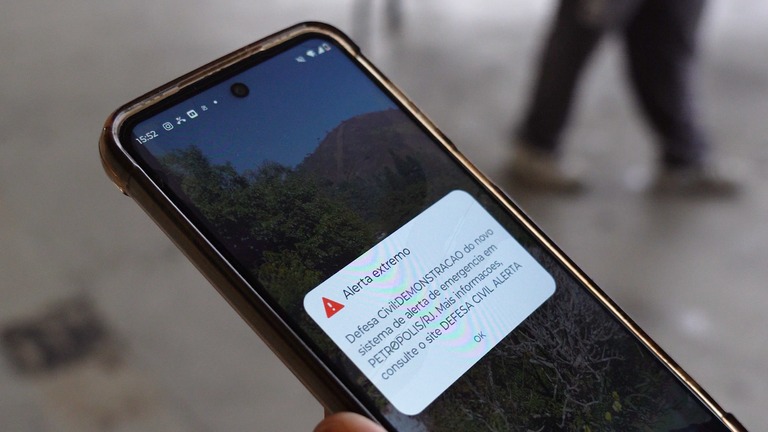 15:52
Alerta extremo
Defesa Civil:DEMONSTRACAO do novo
sistema de alerta de emergencia em
PETROPOLIS/RJ. Mais informacoes,
consulte o site DEFESA CIVIL ALERTA
OK